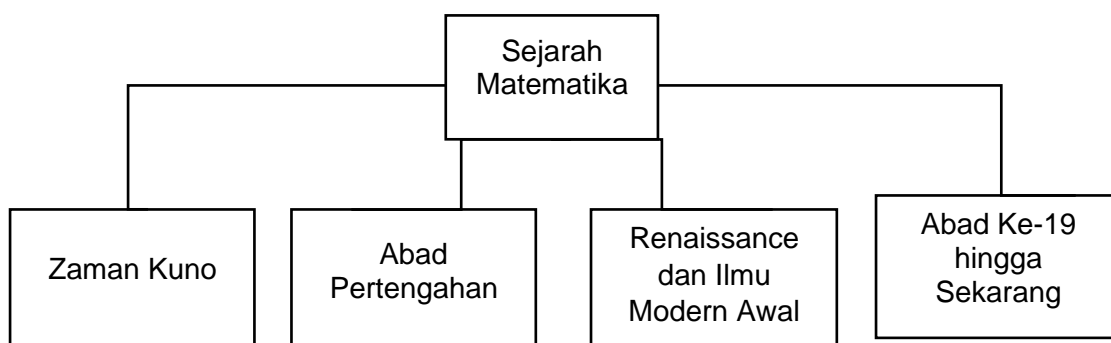 Sejarah
Matematika
Zaman Kuno
Abad
Pertengahan
Renaissance
dan Ilmu
Modern Awal
Abad Ke-19
hingga
Sekarang